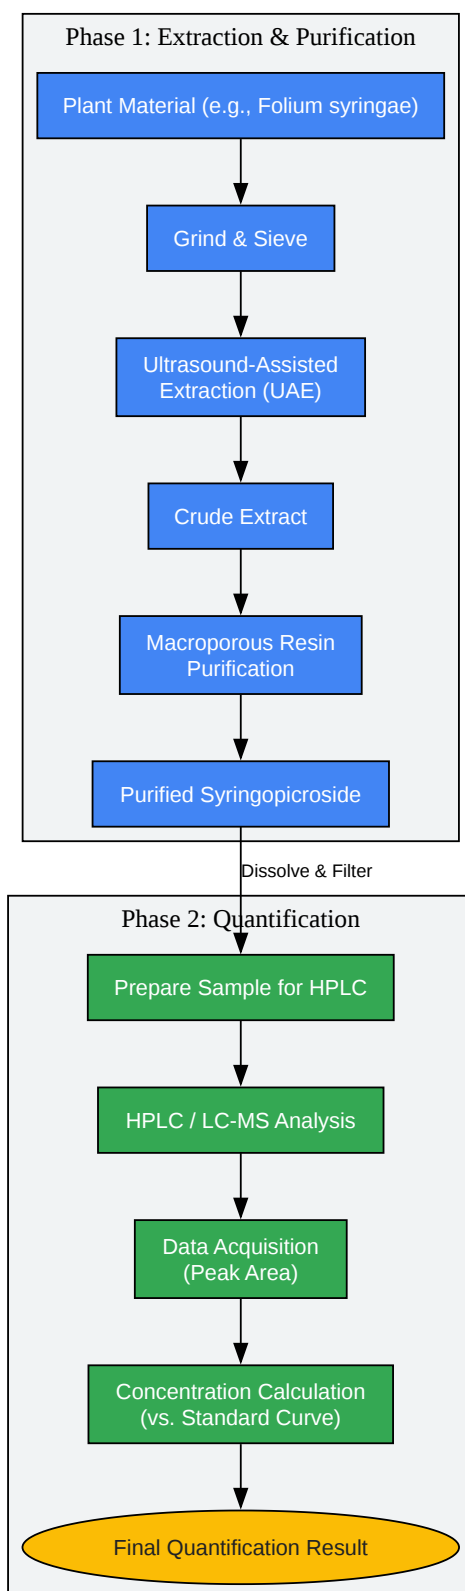 Phase 1: Extraction & Purification
Plant Material (e.g., Folium syringae)
Grind & Sieve
Ultrasound-Assisted
Extraction (UAE)
Crude Extract
Macroporous Resin
Purification
Purified Syringopicroside
Dissolve & Filter
Phase 2: Quantification
Prepare Sample for HPLC
HPLC / LC-MS Analysis
Data Acquisition
(Peak Area)
Concentration Calculation
(vs. Standard Curve)
Final Quantification Result